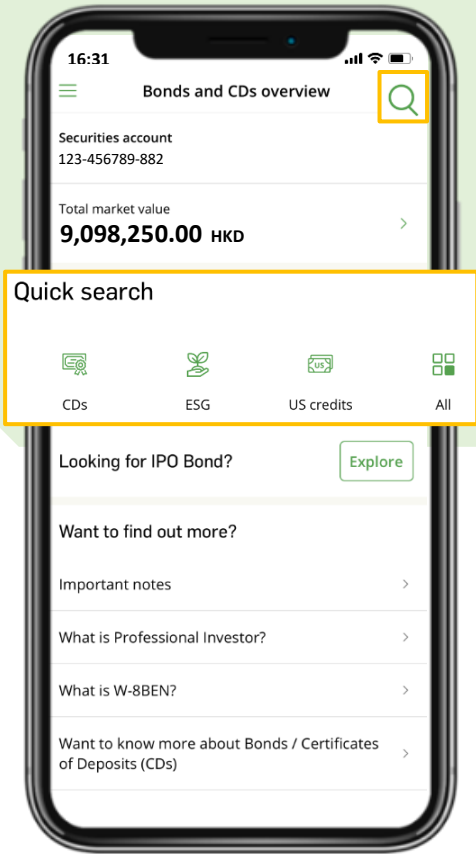 16:31
Bonds and CDs overview
Securities account
123-456789-882
Total market value
9,098,250.00 HKD
Quick search
CDs
ESG
US credits
All
US
Looking for IPO Bond?
Explore
Want to find out more?
Important notes
What is Professional Investor?
What is W-8BEN?
Want to know more about Bonds / Certificates
of Deposits (CDs)